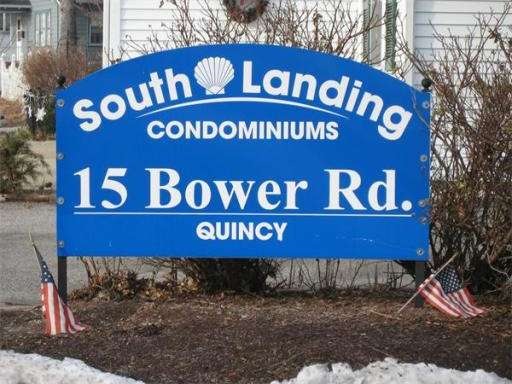 South Landing
CONDOMINIUMS
15 Bower Rd.
QUINCY